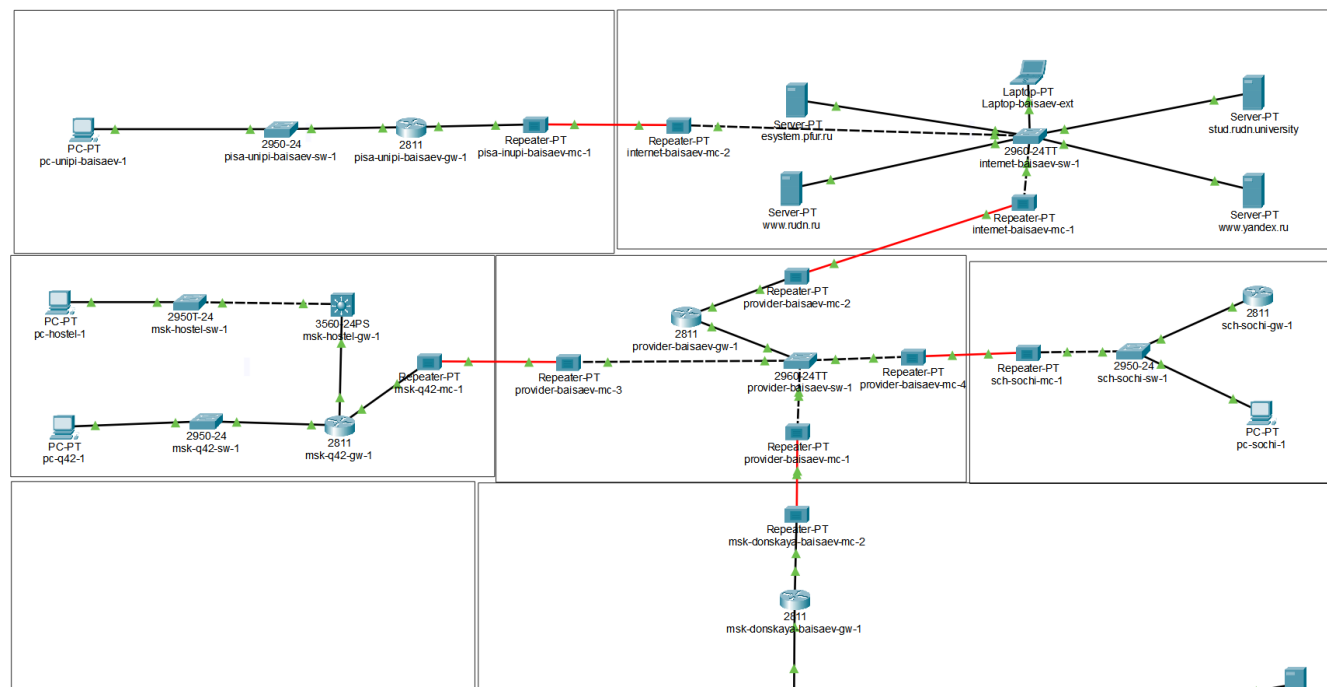 PC-PT
pc-unipi-baisaev-1
2950-24
pisa-unipi-baisaev-sw-1
2811
pisa-unipi-baisaev-gw-1
Repeater-PT
pisa-inupi-baisaev-mc-1
Repeater-PT
internet-baisaev-mc-2
Server-PT
esystem.pfur.ru
Laptop-PT
Laptop-baisaev-ext
Server-PT
stud.rudn.university
2960-24TT
internet-baisaev-sw-1
Server-PT
www.rudn.ru
Repeater-PT
internet-baisaev-mc-1
Server-PT
www.yandex.ru
PC-PT
pc-hostel-1
2950T-24
msk-hostel-sw-1
3560-24PS
msk-hostel-gw-1
Repeater-PT
msk-q42-mc-1
PC-PT
pc-q42-1
2950-24
msk-q42-sw-1
2811
msk-q42-gw-1
Repeater-PT
provider-baisaev-mc-2
2811
provider-baisaev-gw-1
Repeater-PT
provider-baisaev-mc-3
2960-24TT
provider-baisaev-sw-1
Repeater-PT
provider-baisaev-mc-4
Repeater-PT
provider-baisaev-mc-1
Repeater-PT
sch-sochi-mc-1
2950-24
sch-sochi-sw-1
2811
sch-sochi-gw-1
PC-PT
pc-sochi-1
Repeater-PT
msk-donskaya-baisaev-mc-2
2811
msk-donskaya-baisaev-gw-1